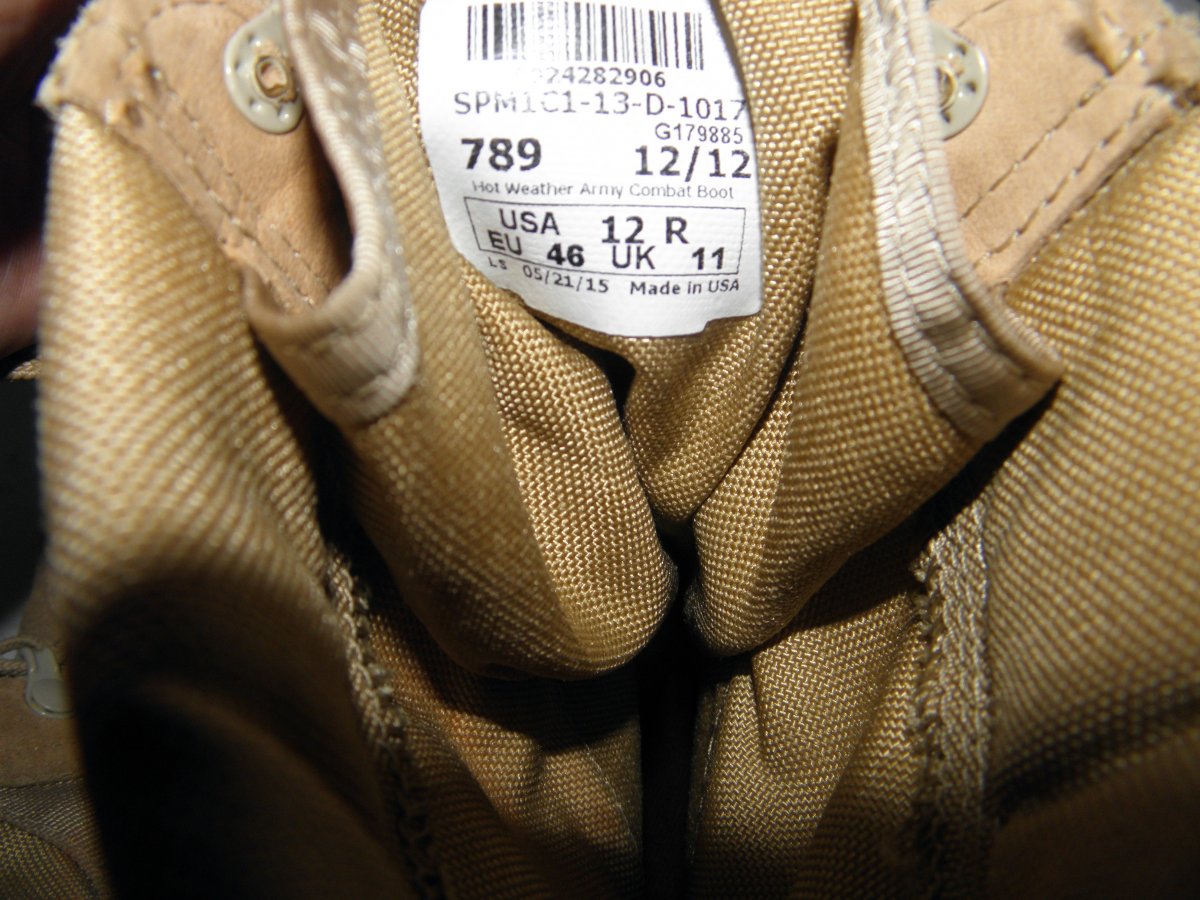 24282906
SPM1C1-13-D-1017
G179885
789 12/12
Hot Weather Army Combat Boot
USA 12 R
EU 46 UK 11
LS 05/21/15 Made in USA